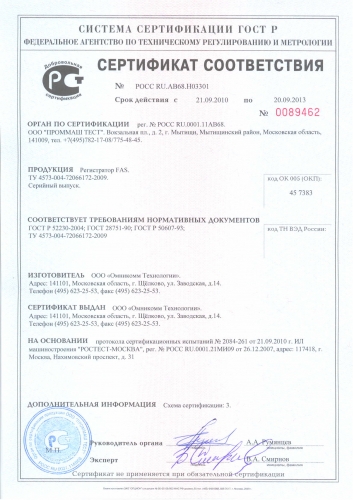 СИСТЕМА СЕРТИФИКАЦИИ ГОСТ Р
ФЕДЕРАЛЬНОЕ АГЕНТСТВО ПО ТЕХНИЧЕСКОМУ РЕГУЛИРОВАНИЮ И МЕТРОЛОГИИ
Добровольная
сертификация
СЕРТИФИКАТ СООТВЕТСТВИЯ
№ РОСС RU.АВ68.Н03301
Срок действия с 21.09.2010 по 20.09.2013
№ 0089462
ОРГАН ПО СЕРТИФИКАЦИИ рег. № РОСС RU.0001.11АВ68.
ООО "ПРОММАШ ТЕСТ". Вокзальная пл., д. 2, г. Мытищи, Мытищинский район, Московская область,
141009, тел. +7(495)782-17-08/775-48-45.
ПРОДУКЦИЯ Регистратор FAS.
ТУ 4573-004-72066172-2009.
Серийный выпуск
код ОК 005 (ОКП):
45 7383
СООТВЕТСТВУЕТ ТРЕБОВАНИЯМ НОРМАТИВНЫХ ДОКУМЕНТОВ
ГОСТ Р 52230-2004; ГОСТ 28751-90; ГОСТ Р 50607-93;
ТУ 4573-004-72066172-2009
код ТН ВЭД России:
ИЗГОТОВИТЕЛЬ ООО «Омникомм Технологии».
Адрес: 141101, Московская область, г. Щёлково, ул. Заводская, д.14.
Телефон (495) 623-25-53, факс (495) 623-25-53.
СЕРТИФИКАТ ВЫДАН ООО «Омникомм Технологии».
Адрес: 141101, Московская область, г. Щёлково, ул. Заводская, д.14.
Телефон (495) 623-25-53, факс (495) 623-25-53.
НА ОСНОВАНИИ протокола сертификационных испытаний № 2084-261 от 21.09.2010 г. ИЛ
машиностроения "РОСТЕСТ-МОСКВА", рег. № РОСС RU.0001.21МН09 от 26.12.2007, адрес: 117418, г.
Москва, Нахимовский проспект, д. 31
ДОПОЛНИТЕЛЬНАЯ ИНФОРМАЦИЯ Схема сертификации: 3.
М.П.
Руководитель органа А.А. Румянцев
Эксперт В.А. Смирнов
Сертификат не применяется при обязательной сертификации